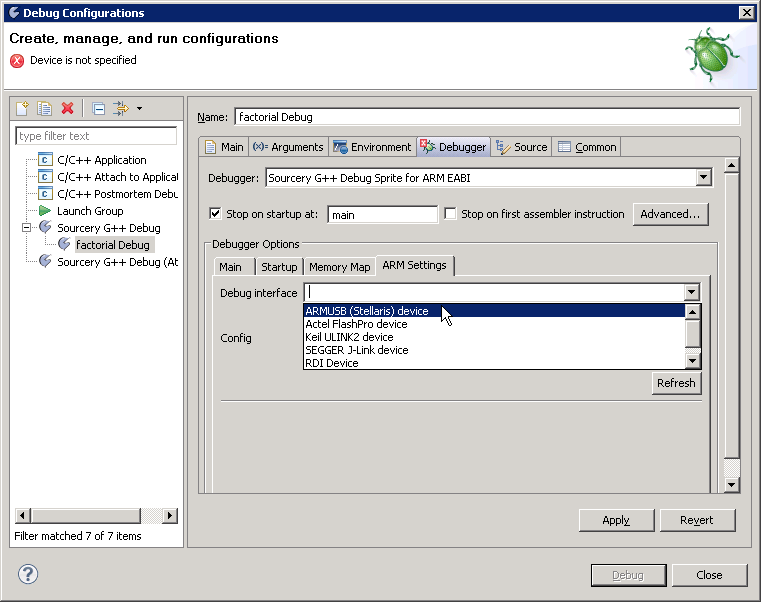 Debug Configurations
Create, manage, and run configurations
Device is not specified
type filter text
C/C++ Application
C/C++ Attach to Applicat
C/C++ Postmortem Debu
Launch Group
Sourcery G++ Debug
factorial Debug
Sourcery G++ Debug (At
Filter matched 7 of 7 items
Name: factorial Debug
Main (x)= Arguments Environment Debugger Source Common
Debugger: Sourcery G++ Debug Sprite for ARM EABI
Stop on startup at: main Stop on first assembler instruction Advanced...
Debugger Options
Main Startup Memory Map ARM Settings
Debug interface
ARMUSB (Stellaris) device
Actel FlashPro device
Keil ULINK2 device
Config
SEGGER J-Link device
RDI Device
Refresh
Apply Revert
Debug Close